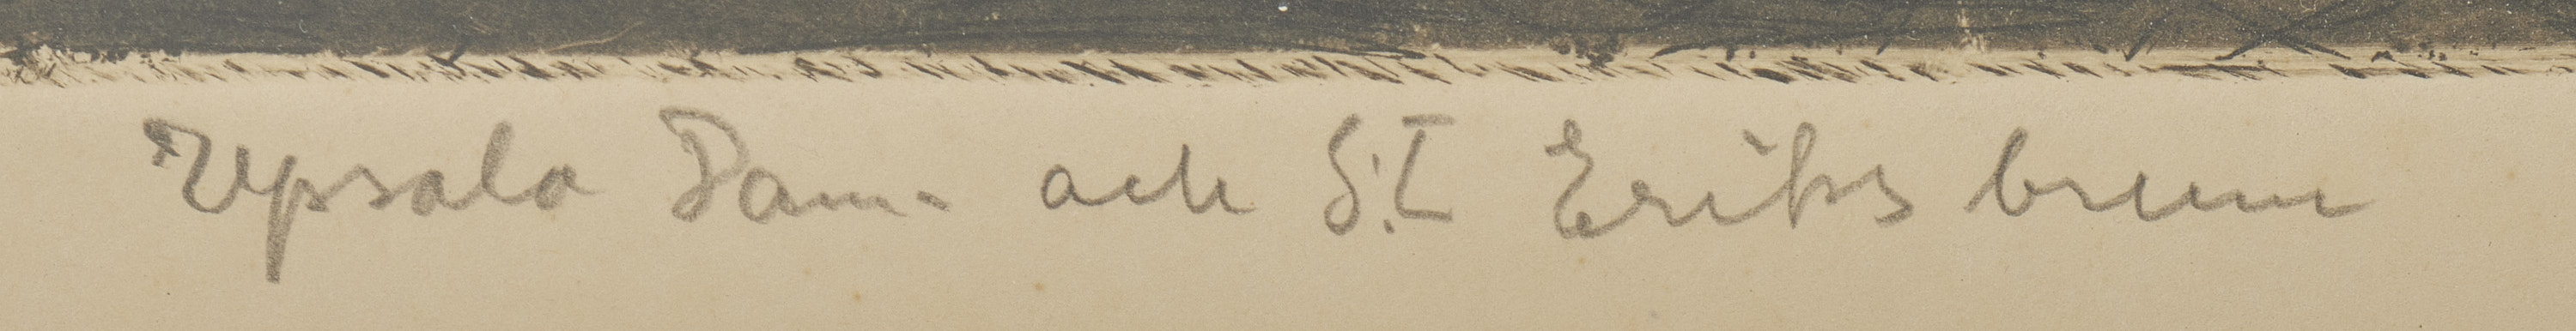 Upsala Dom. och S:t Eriks brunn